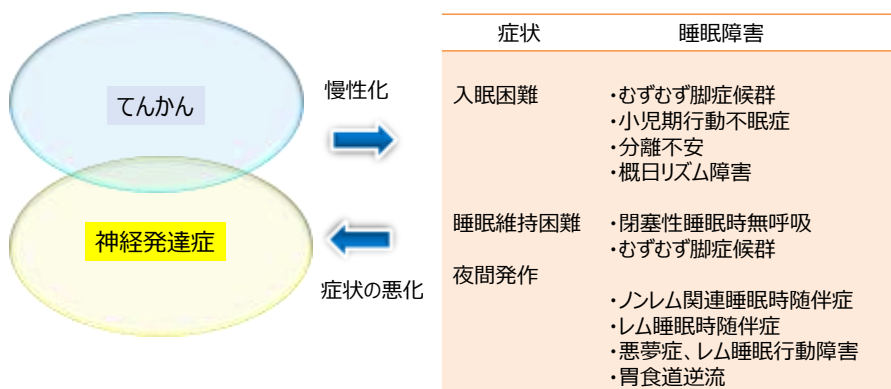 てんかん
神経発達症
慢性化
症状の悪化
症状 睡眠障害
入眠困難 ・むずむず脚症候群
・小児期行動不眠症
・分離不安
・概日リズム障害
睡眠維持困難 ・閉塞性睡眠時無呼吸
・むずむず脚症候群
夜間発作
・ノンレム関連睡眠時随伴症
・レム睡眠時随伴症
・悪夢症、レム睡眠行動障害
・胃食道逆流